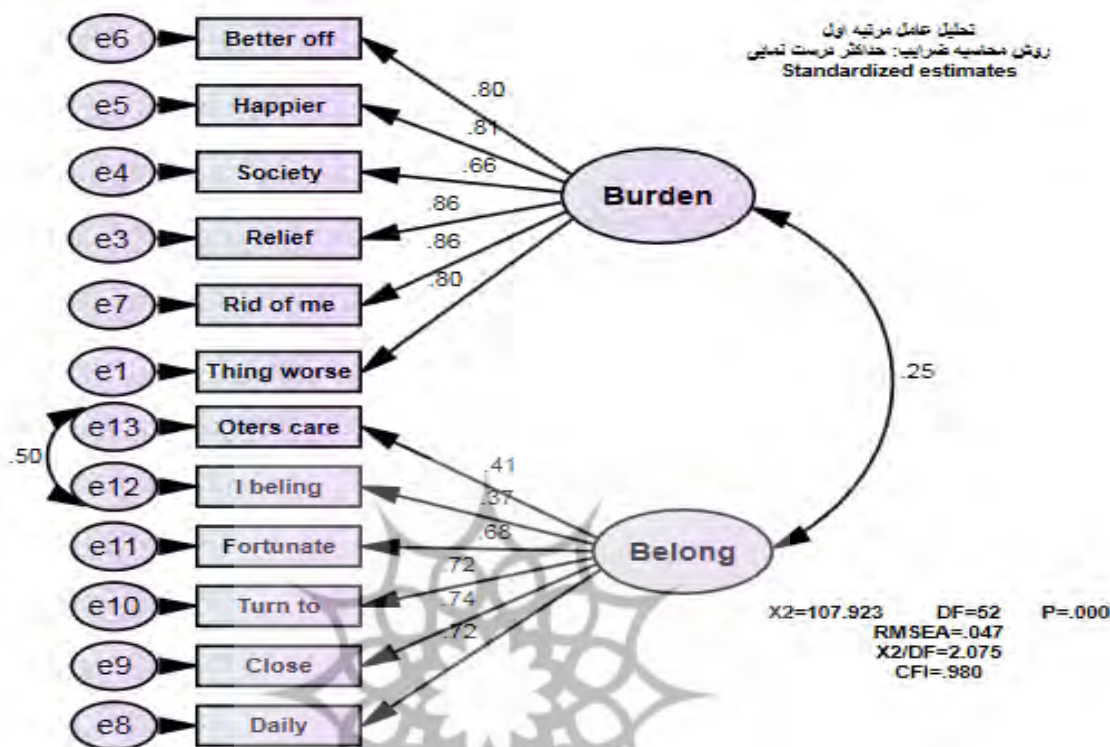 تحلیل عامل مرتبه اول
روش محاسبه ضرایب: حداکثر درست نمایی
Standardized estimates
e6 Better off
.80
e5 Happier
.81
e4 Society
.66
Burden
e3 Relief
.86
e7 Rid of me
.86
e1 Thing worse
.80
.25
e13 Oters care
.41
.50
e12 I beling
.37
e11 Fortunate
.68
Belong
e10 Turn to
.72
e9 Close
.74
e8 Daily
.72
X2=107.923 DF=52 P=.000
RMSEA=.047
X2/DF=2.075
CFI=.980